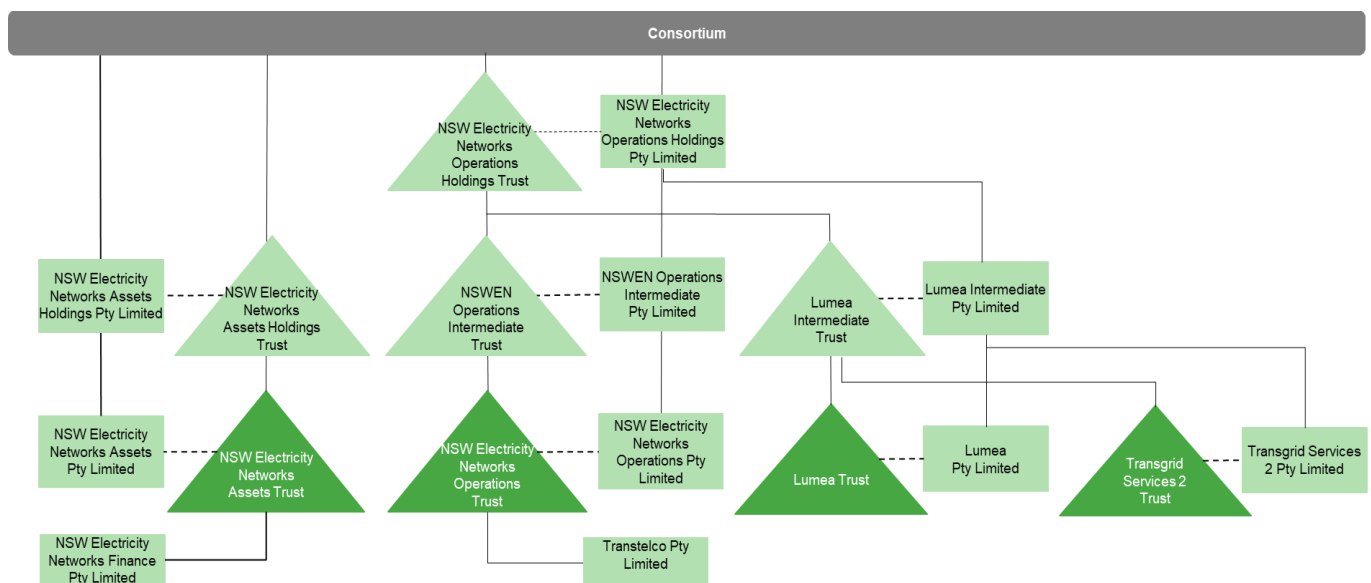 Consortium
NSW Electricity
Networks
Operations
Holdings Trust
NSW Electricity
Networks
Operations Holdings
Pty Limited
NSW Electricity
Networks Assets
Holdings Pty Limited
NSW Electricity
Networks
Assets Holdings
Trust
NSWEN
Operations
Intermediate
Trust
NSWEN Operations
Intermediate
Pty Limited
Lumea
Intermediate
Trust
Lumea Intermediate
Pty Limited
NSW Electricity
Networks Assets
Pty Limited
NSW Electricity
Networks
Assets Trust
NSW Electricity
Networks
Operations
Trust
NSW Electricity
Networks
Operations Pty
Limited
Lumea Trust
Lumea
Pty Limited
Transgrid
Services 2
Trust
Transgrid Services
2 Pty Limited
NSW Electricity
Networks Finance
Pty Limited
Transtelco Pty
Limited